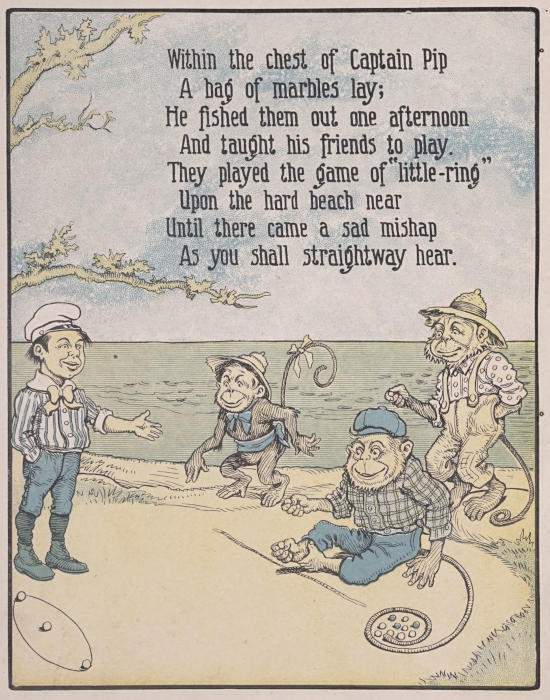 Within the chest of Captain Pip
A bag of marbles lay;
He fished them out one afternoon
And taught his friends to play.
They played the game of "little-ring"
Upon the hard beach near
Until there came a sad mishap
As you shall straightway hear.